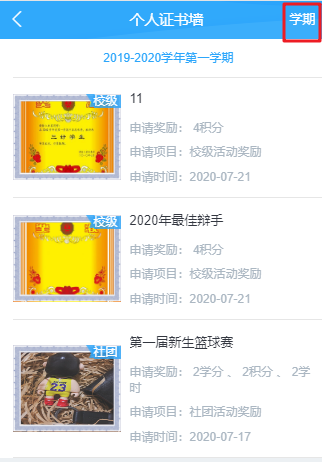 个人证书墙
学期
2019-2020学年第一学期
校级
三好学生
11
申请奖励： 4积分
申请项目： 校级活动奖励
申请时间： 2020-07-21
校级
2020年最佳辩手
申请奖励： 4积分
申请项目： 校级活动奖励
申请时间： 2020-07-21
社团
23
第一届新生篮球赛
申请奖励： 2学分 、 2积分 、 2学
时
申请项目： 社团活动奖励
申请时间： 2020-07-17